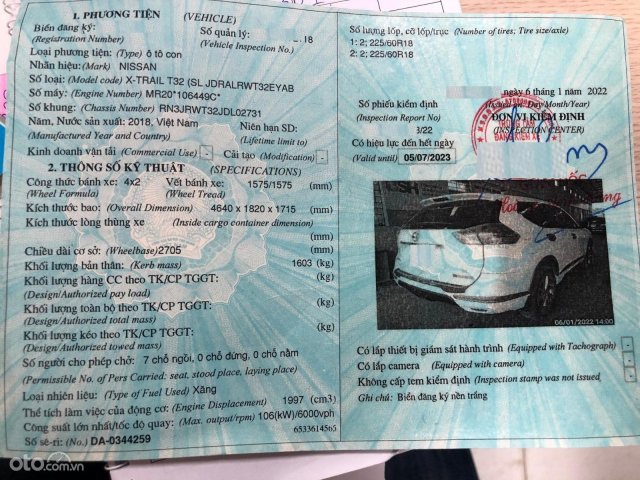 1. PHƯƠNG TIỆN (VEHICLE)
Biển đăng ký:
(Registration Number)
Số quản lý: .18
(Vehicle Inspection No.)
Loại phương tiện: (Type) ô tô con
Nhãn hiệu: (Mark) NISSAN
Số loại: (Model code) X-TRAIL T32 (SL JDRALRWT32EYAB
Số máy: (Engine Number) MR20*106449C*
Số khung: (Chassis Number) RN3JRWT32JDL02731
Năm, Nước sản xuất: 2018, Việt Nam
(Manufactured Year and Country)
Niên hạn SD:
(Lifetime limit to)
Kinh doanh vận tải (Commercial Use) - Cải tạo (Modification) -
2. THÔNG SỐ KỸ THUẬT (SPECIFICATIONS)
Công thức bánh xe: 4x2 Vết bánh xe: 1575/1575 (mm)
(Wheel Formula) (Wheel Tread)
Kích thước bao: (Overall Dimension) 4640 x 1820 x 1715 (mm)
Kích thước lòng thùng xe (Inside cargo container dimension)
(mm)
Chiều dài cơ sở: (Wheelbase) 2705 (mm)
Khối lượng bản thân: (Kerb mass) 1603 (kg)
Khối lượng hàng CC theo TK/CP TGGT: (kg)
(Design/Authorized pay load)
Khối lượng toàn bộ theo TK/CP TGGT: (kg)
(Design/Authorized total mass)
Khối lượng kéo theo TK/CP TGGT: (kg)
(Design/Authorized towed mass)
Số người cho phép chở: 7 chỗ ngồi, 0 chỗ đứng, 0 chỗ nằm
(Permissible No. of Pers Carried: seat, stood place, laying place)
Loại nhiên liệu: (Type of Fuel Used) Xăng
Thể tích làm việc của động cơ: (Engine Displacement) 1997 (cm3)
Công suất lớn nhất/tốc độ quay: (Max. output/rpm) 106(kW)/6000vph
Số sê-ri: (No.) DA-0344259 6533614565
Số lượng lốp, cỡ lốp/trục (Number of tires; Tire size/axle)
1: 2; 225/60R18
2: 2; 225/60R18
ngày 6 tháng 1 năm 2022
Day/Month/Year)
Số phiếu kiểm định
(Inspection Report No.)
3/22
ĐƠN VỊ KIỂM ĐỊNH
(INSPECTION CENTER)
Có hiệu lực đến hết ngày
(Valid until) 05/07/2023
TRUNG TÂM
ĐĂNG KIỂM XE
06/01/2022 14:00
Có lắp thiết bị giám sát hành trình (Equipped with Tachograph) -
Có lắp camera (Equipped with camera)
Không cấp tem kiểm định (Inspection stamp was not issued)
Ghi chú: Biển đăng ký nền trắng
oto.com.vn